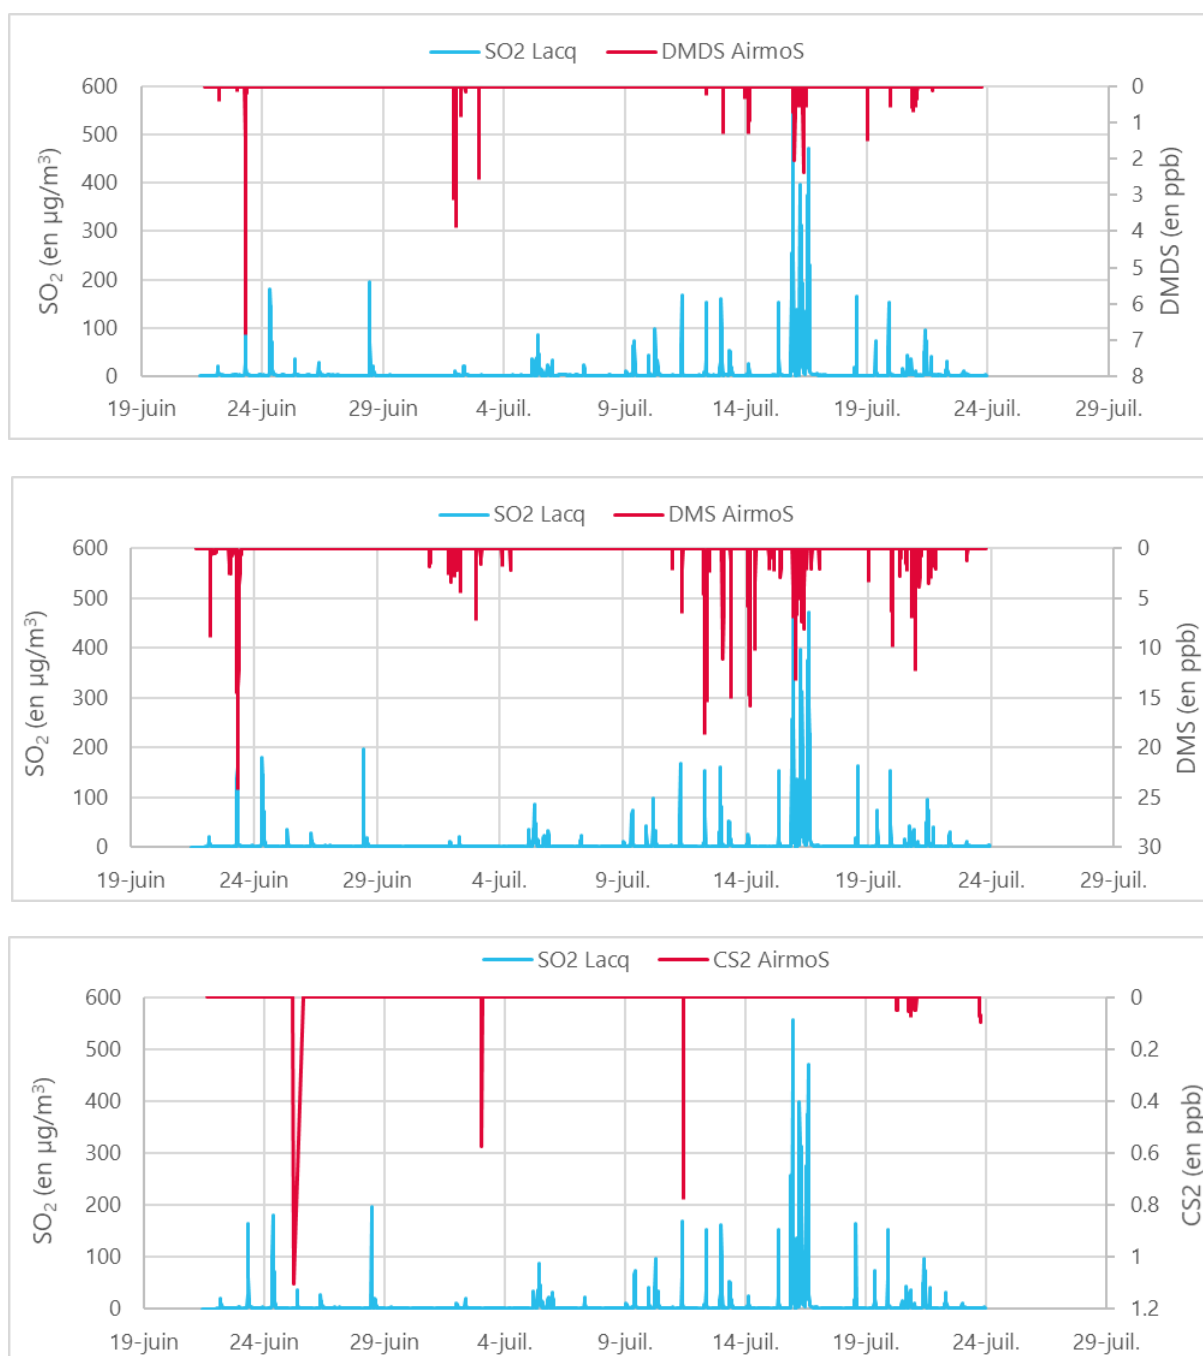 SO2 Lacq DMDS AirmoS
600 0
500 1
400 2
300 3
200 4
100 5
0 6
7
8
SO₂ (en µg/m³)
DMDS (en ppb)
19-juin 24-juin 29-juin 4-juil. 9-juil. 14-juil. 19-juil. 24-juil. 29-juil.
SO2 Lacq DMS AirmoS
600 0
500 5
400 10
300 15
200 20
100 25
0 30
SO₂ (en µg/m³)
DMS (en ppb)
19-juin 24-juin 29-juin 4-juil. 9-juil. 14-juil. 19-juil. 24-juil. 29-juil.
SO2 Lacq CS2 AirmoS
600 0
500 0.2
400 0.4
300 0.6
200 0.8
100 1
0 1.2
SO₂ (en µg/m³)
CS2 (en ppb)
19-juin 24-juin 29-juin 4-juil. 9-juil. 14-juil. 19-juil. 24-juil. 29-juil.